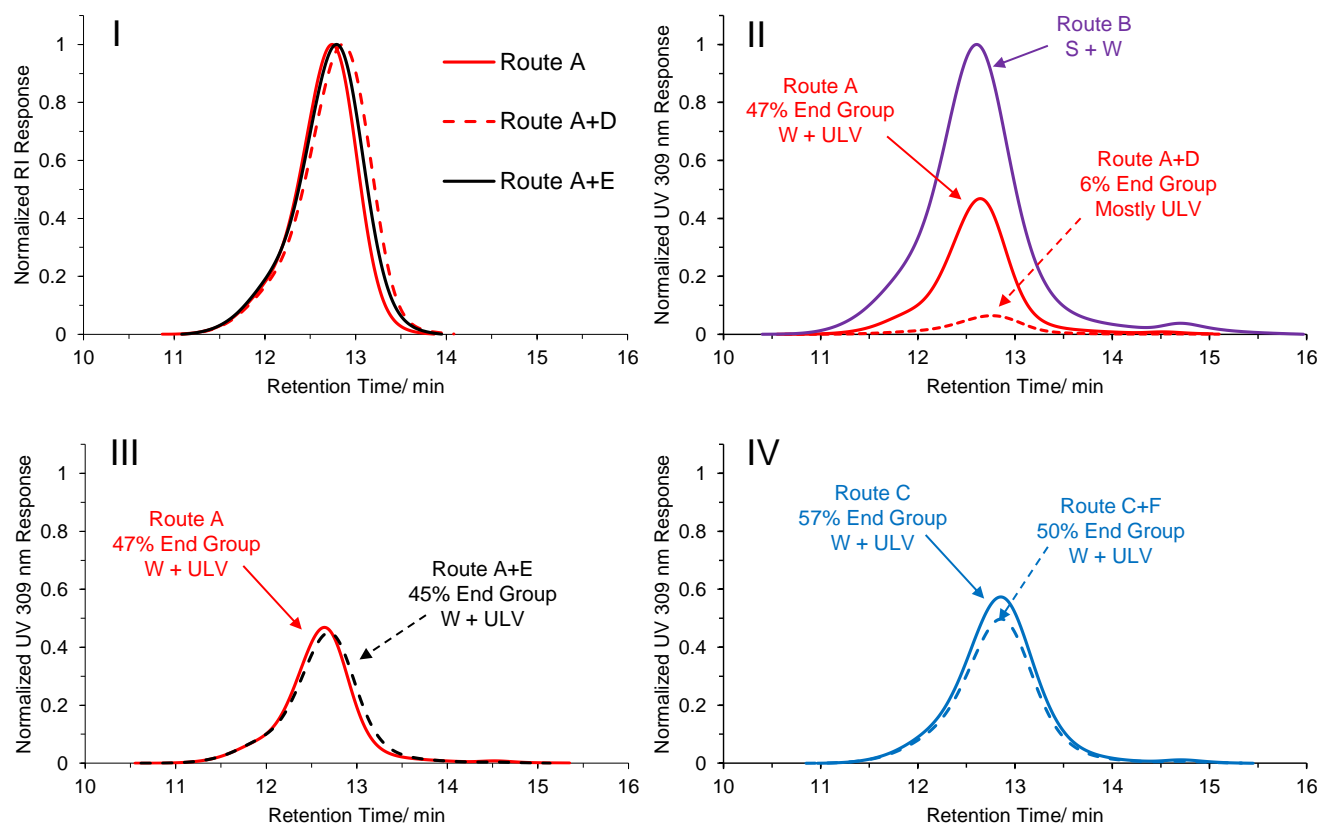 I
Normalized RI Response
1
0.8
0.6
0.4
0.2
0
10 11 12 13 14 15 16
Retention Time/ min
Route A
Route A+D
Route A+E
II
Normalized UV 309 nm Response
1
0.8
0.6
0.4
0.2
0
10 11 12 13 14 15 16
Retention Time/ min
Route B
S + W
Route A
47% End Group
W + ULV
Route A+D
6% End Group
Mostly ULV
III
Normalized UV 309 nm Response
1
0.8
0.6
0.4
0.2
0
10 11 12 13 14 15 16
Retention Time/ min
Route A
47% End Group
W + ULV
Route A+E
45% End Group
W + ULV
IV
Normalized UV 309 nm Response
1
0.8
0.6
0.4
0.2
0
10 11 12 13 14 15 16
Retention Time/ min
Route C
57% End Group
W + ULV
Route C+F
50% End Group
W + ULV